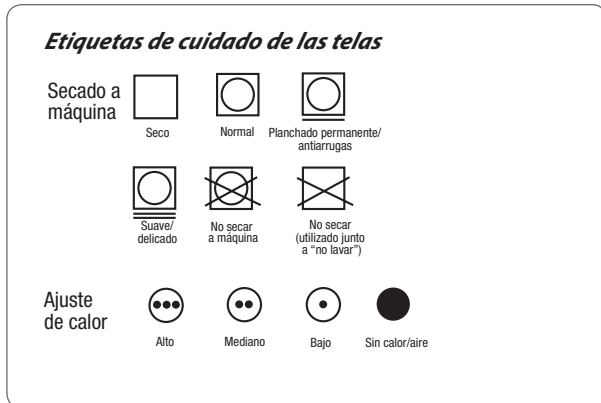 Etiquetas de cuidado de las telas
Secado a
máquina
Seco
Normal
Planchado permanente/
antiarrugas
Suave/
delicado
No secar
a máquina
No secar
(utilizado junto
a “no lavar”)
Ajuste
de calor
Alto
Mediano
Bajo
Sin calor/aire